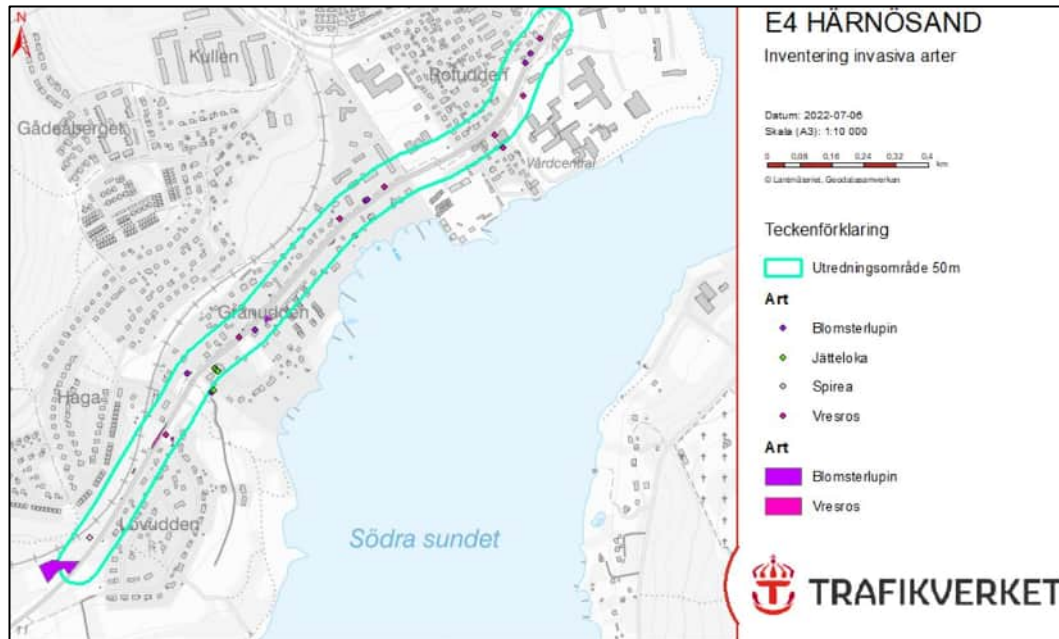 N
Kullen
Rotudden
Gådeåberget
Vårdcentral
Grånudden
Haga
Lövudden
Södra sundet
E4 HÄRNÖSAND
Inventering invasiva arter
Datum: 2022-07-06
Skala (A3): 1:10 000
0 0,08 0,16 0,24 0,32 0,4
km
© Lantmäteriet, Geodatasamverkan
Teckenförklaring
Utredningsområde 50m
Art
Blomsterlupin
Jätteloka
Spirea
Vresros
Art
Blomsterlupin
Vresros
TRAFIKVERKET